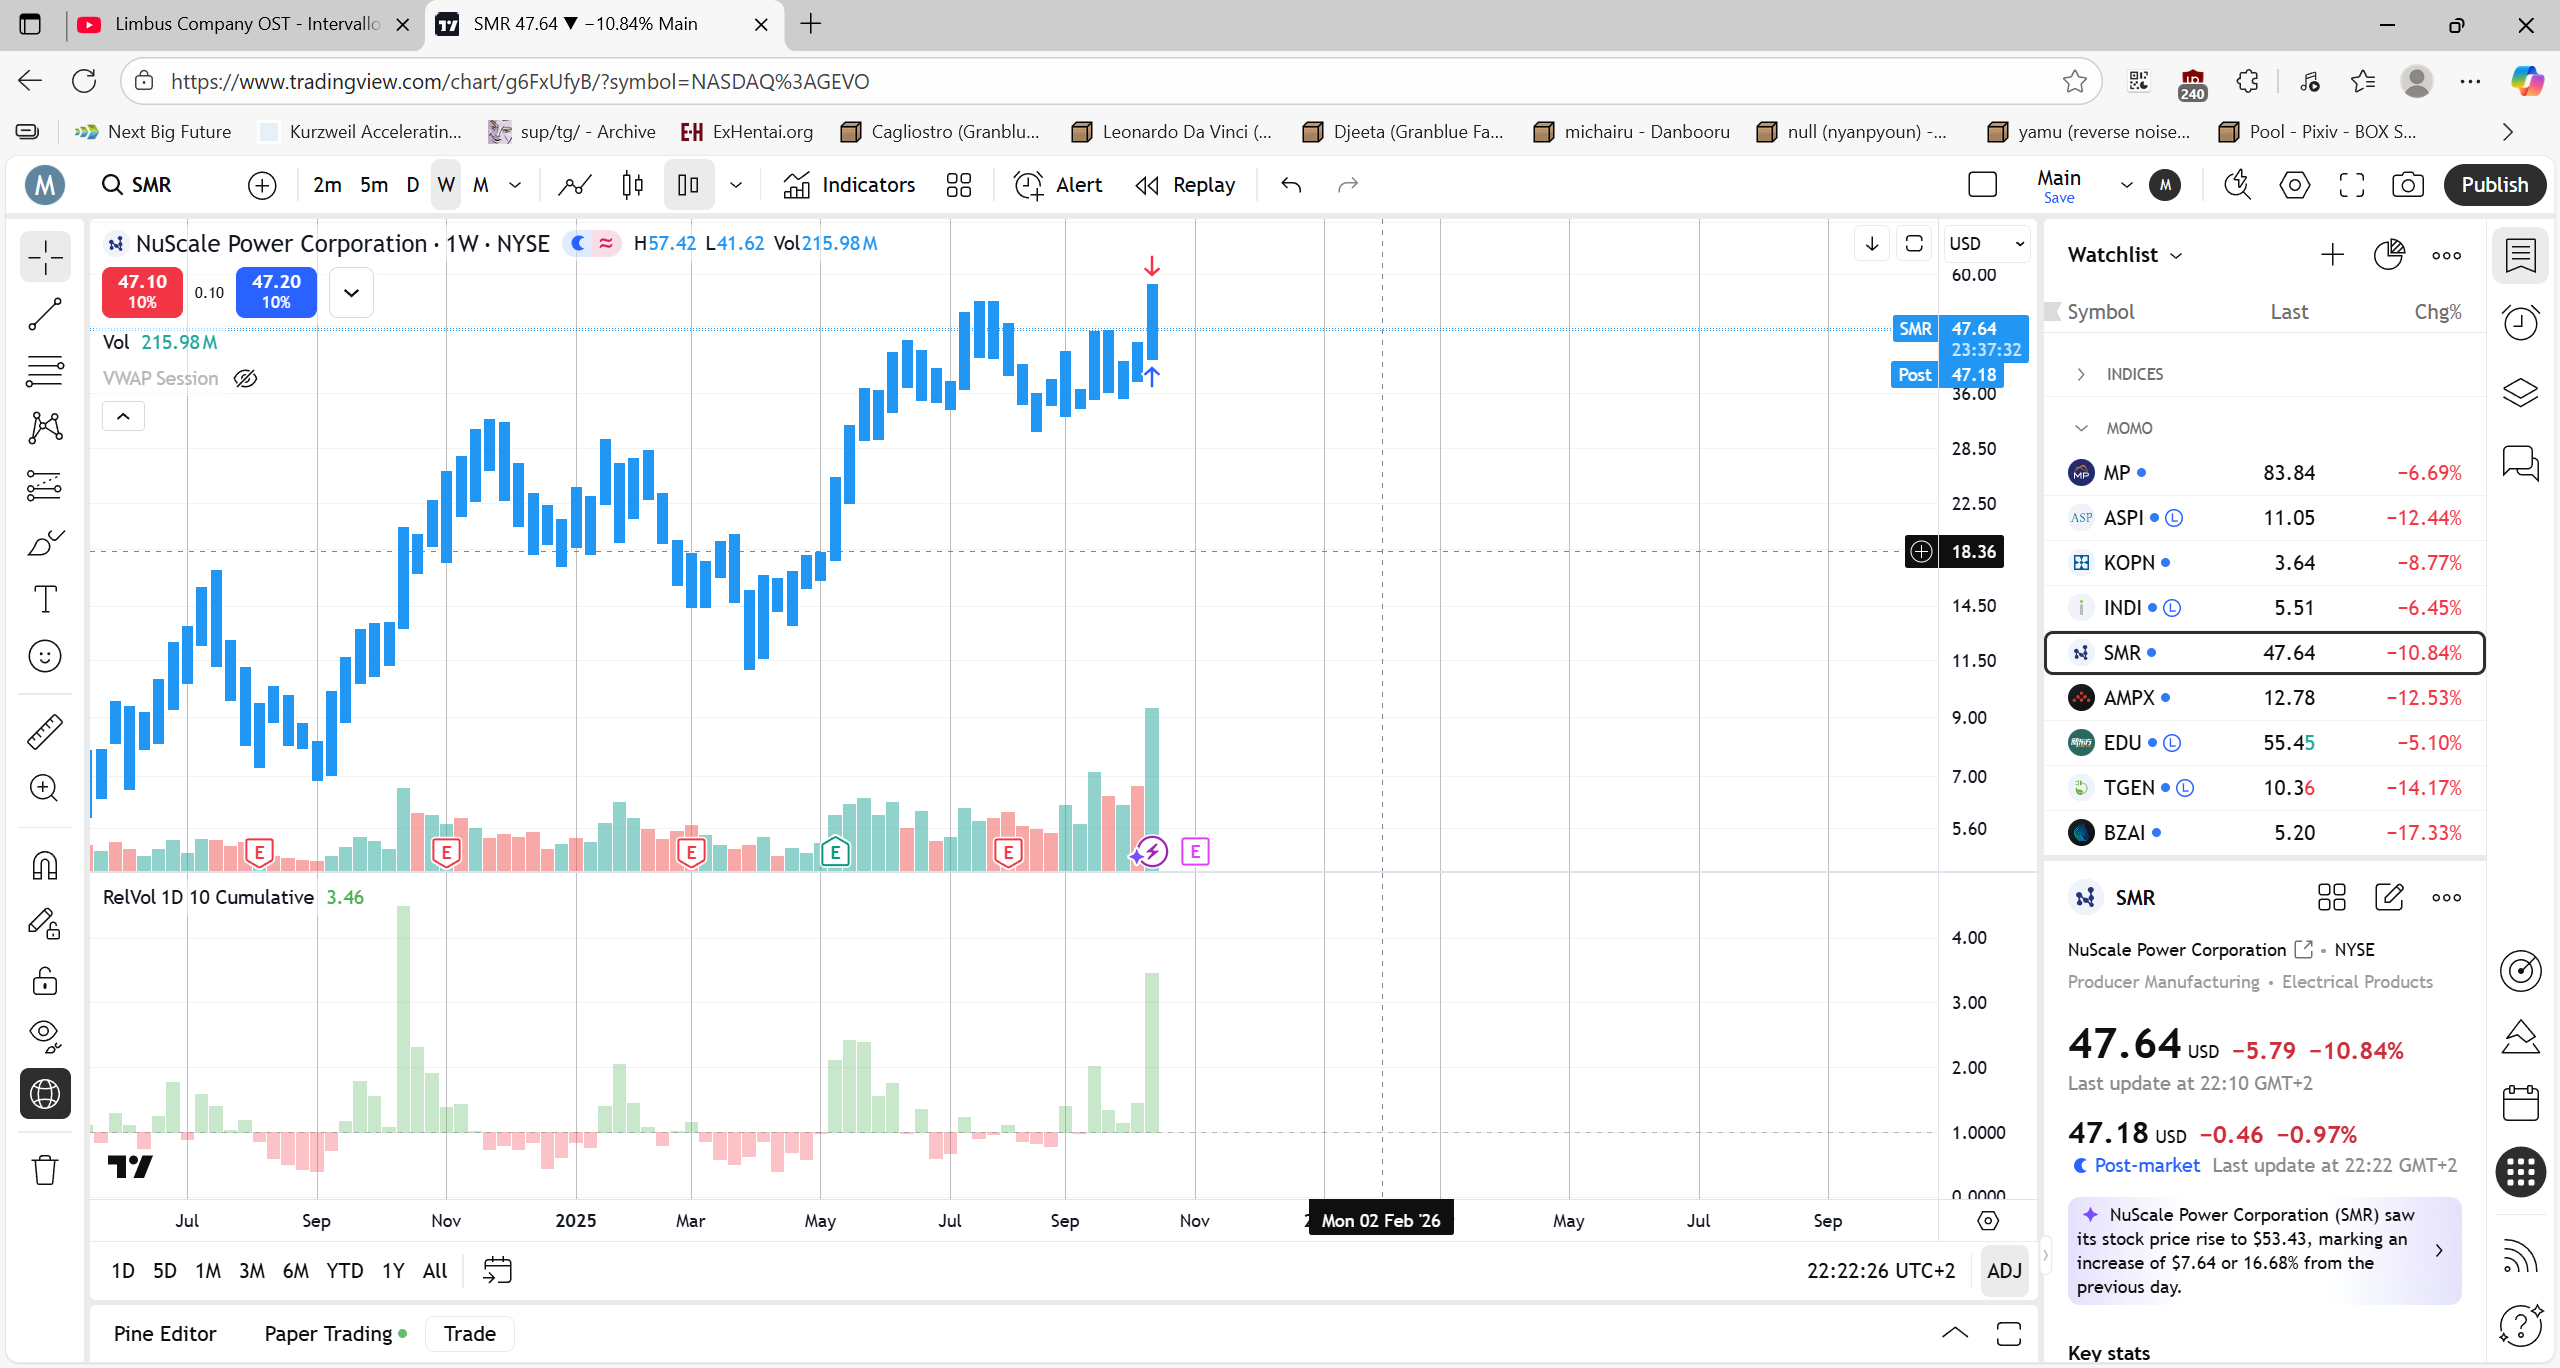 Limbus Company OST - Intervallo
SMR 47.64 ▼ −10.84% Main
https://www.tradingview.com/chart/g6FxUfyB/?symbol=NASDAQ%3AGEVO
240
Next Big Future
Kurzweil Acceleratin...
sup/tg/ - Archive
EH ExHentai.org
Cagliostro (Granblu...
Leonardo Da Vinci (...
Djeeta (Granblue Fa...
michairu - Danbooru
null (nyanpyoun) -...
yamu (reverse noise...
Pool - Pixiv - BOX S...
M
SMR
2m 5m D W M
Indicators
Alert
Replay
Main
Save
M
Publish
NuScale Power Corporation · 1W · NYSE
H57.42 L41.62 Vol215.98M
47.10
10%
0.10
47.20
10%
Vol 215.98M
VWAP Session
USD
60.00
SMR 47.64
23:37:32
Post 47.18
36.00
28.50
22.50
18.36
14.50
11.50
9.00
7.00
5.60
E
E
E
E
E
E
RelVol 1D 10 Cumulative 3.46
4.00
3.00
2.00
1.0000
0.0000
Jul
Sep
Nov
2025
Mar
May
Jul
Sep
Nov
Mon 02 Feb '26
May
Jul
Sep
1D 5D 1M 3M 6M YTD 1Y All
22:22:26 UTC+2
ADJ
Pine Editor
Paper Trading
Trade
Watchlist
Symbol Last Chg%
INDICES
MOMO
MP 83.84 −6.69%
ASP ASPI L 11.05 −12.44%
KOPN 3.64 −8.77%
INDI L 5.51 −6.45%
SMR 47.64 −10.84%
AMPX 12.78 −12.53%
EDU L 55.45 −5.10%
TGEN L 10.36 −14.17%
BZAI 5.20 −17.33%
SMR
NuScale Power Corporation • NYSE
Producer Manufacturing • Electrical Products
47.64 USD −5.79 −10.84%
Last update at 22:10 GMT+2
47.18 USD −0.46 −0.97%
Post-market Last update at 22:22 GMT+2
NuScale Power Corporation (SMR) saw
its stock price rise to $53.43, marking an
increase of $7.64 or 16.68% from the
previous day.
Key stats